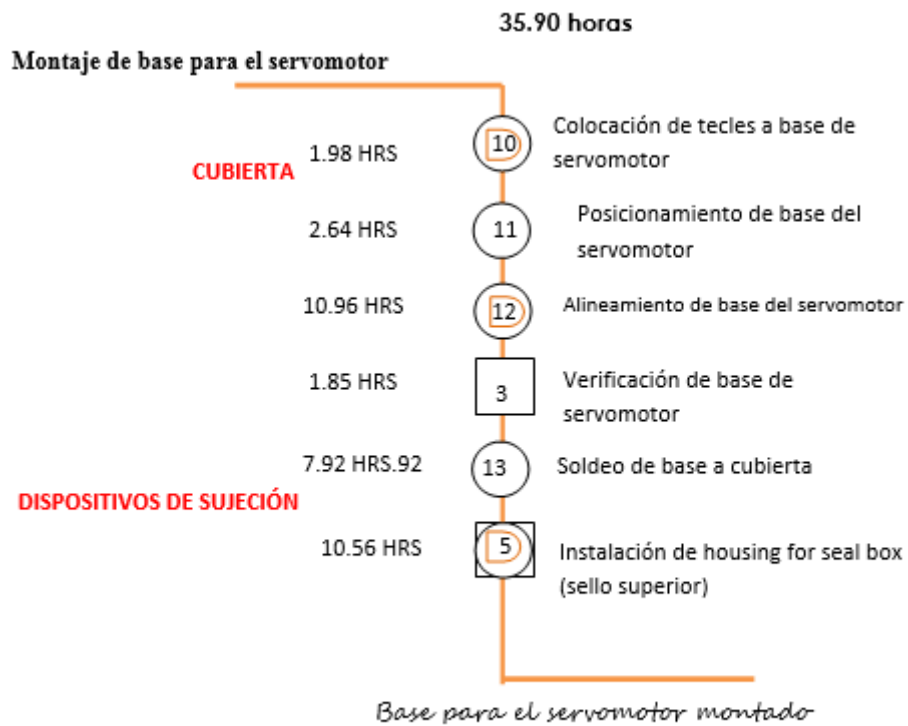 35.90 horas
Montaje de base para el servomotor
1.98 HRS
CUBIERTA
10
Colocación de tecles a base de
servomotor
2.64 HRS
11
Posicionamiento de base del
servomotor
10.96 HRS
12
Alineamiento de base del servomotor
1.85 HRS
3
Verificación de base de
servomotor
7.92 HRS.92
13
Soldeo de base a cubierta
DISPOSITIVOS DE SUJECIÓN
10.56 HRS
5
Instalación de housing for seal box
(sello superior)
Base para el servomotor montado